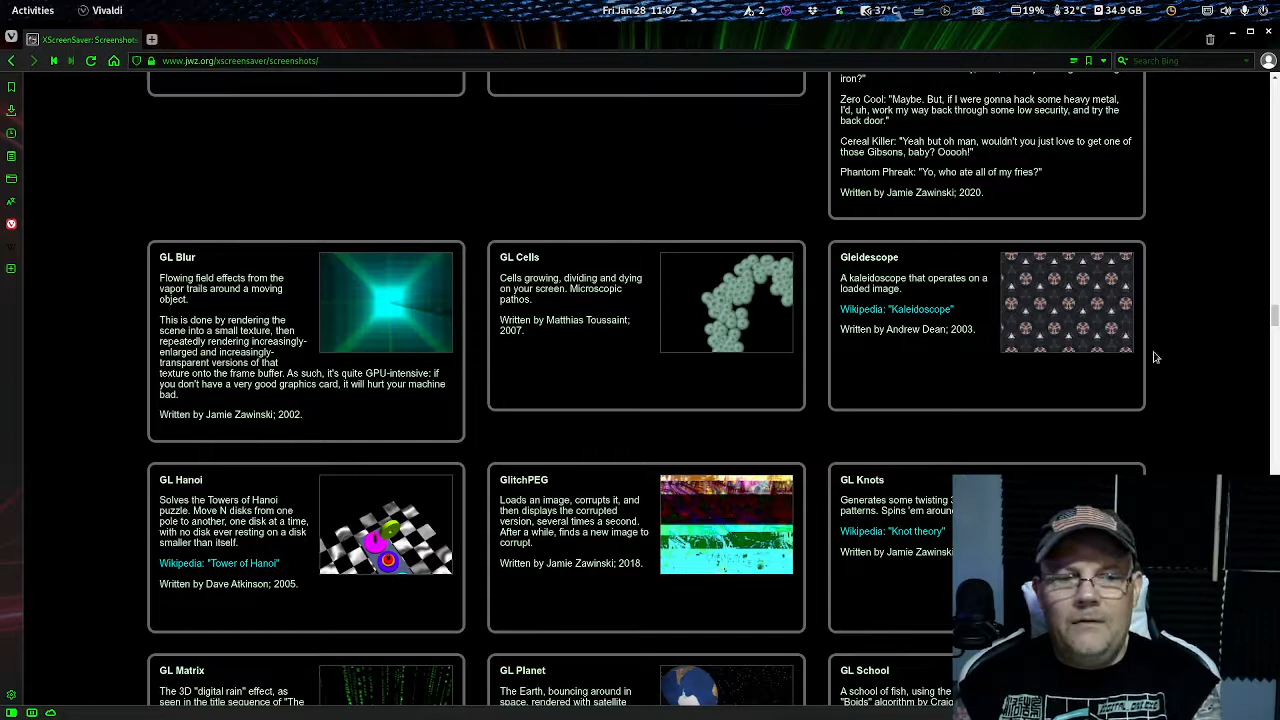 Activities
Vivaldi
Fri Jan 28 11:07
2
37°C
19%
32°C
34.9 GB
XScreenSaver: Screenshots
www.jwz.org/xscreensaver/screenshots/
Search Bing
iron?"
Zero Cool: "Maybe. But, if I were gonna hack some heavy metal,
I'd, uh, work my way back through some low security, and try the
back door."
Cereal Killer: "Yeah but oh man, wouldn't you just love to get one of
those Gibsons, baby? Ooooh!"
Phantom Phreak: "Yo, who ate all of my fries?"
Written by Jamie Zawinski; 2020.
GL Blur
Flowing field effects from the
vapor trails around a moving
object.
This is done by rendering the
scene into a small texture, then
repeatedly rendering increasingly-
enlarged and increasingly-
transparent versions of that
texture onto the frame buffer. As such, it's quite GPU-intensive: if
you don't have a very good graphics card, it will hurt your machine
bad.
Written by Jamie Zawinski; 2002.
GL Cells
Cells growing, dividing and dying
on your screen. Microscopic
pathos.
Written by Matthias Toussaint;
2007.
Gleidescope
A kaleidoscope that operates on a
loaded image.
Wikipedia: "Kaleidoscope"
Written by Andrew Dean; 2003.
GL Hanoi
Solves the Towers of Hanoi
puzzle. Move N disks from one
pole to another, one disk at a time,
with no disk ever resting on a disk
smaller than itself.
Wikipedia: "Tower of Hanoi"
Written by Dave Atkinson; 2005.
GlitchPEG
Loads an image, corrupts it, and
then displays the corrupted
version, several times a second.
After a while, finds a new image to
corrupt.
Written by Jamie Zawinski; 2018.
GL Knots
Generates some twisting
patterns. Spins 'em
Wikipedia: "Knot theory"
Written by Jamie Zawinski
GL Matrix
The 3D "digital rain" effect, as
seen in the title sequence of "The
GL Planet
The Earth, bouncing around in
space, rendered with satellite
GL School
A school of fish, using the
"Boids" algorithm by